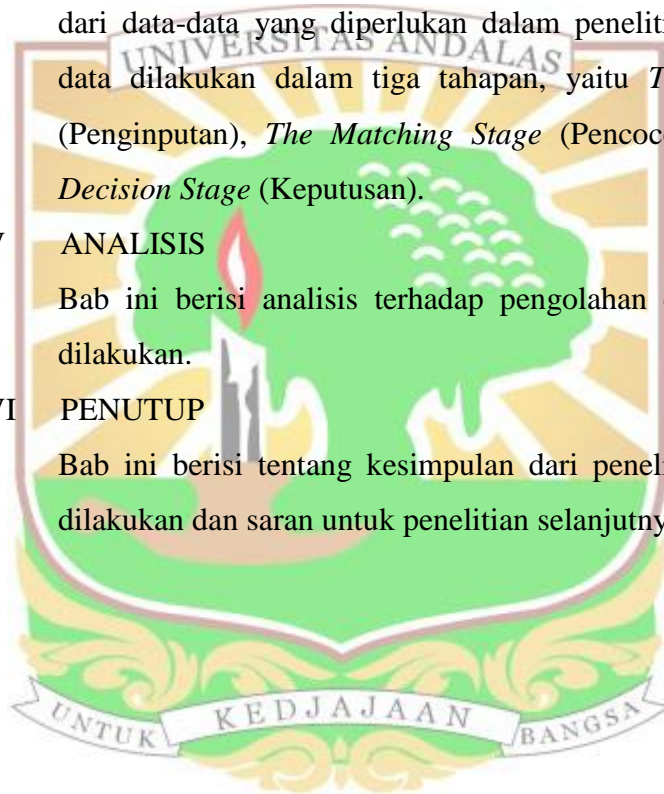 dari data-data yang diperlukan dalam peneliti
UNIVERSITAS ANDALAS
data dilakukan dalam tiga tahapan, yaitu T
(Penginputan), The Matching Stage (Pencoc
Decision Stage (Keputusan).
ANALISIS
Bab ini berisi analisis terhadap pengolahan
dilakukan.
VI PENUTUP
Bab ini berisi tentang kesimpulan dari penel
dilakukan dan saran untuk penelitian selanjutny
UNTUK KEDJAJAAN BANGSA